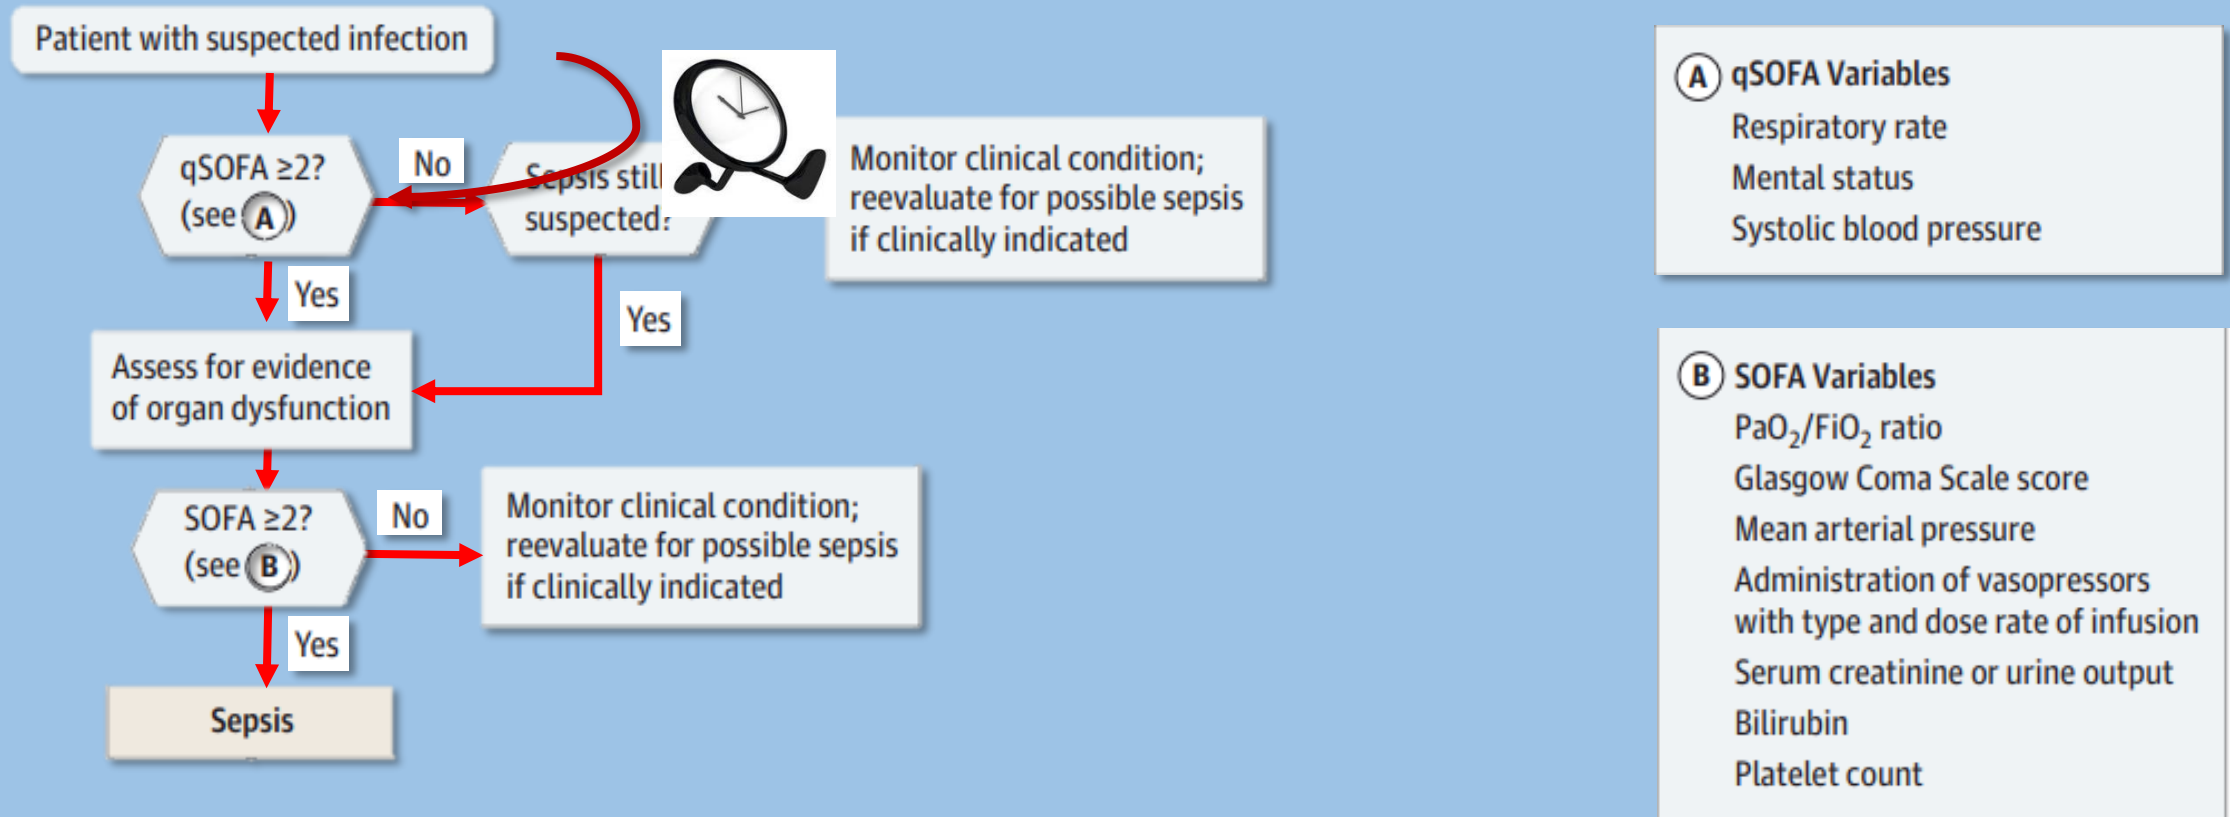 Patient with suspected infection
qSOFA ≥2?
(see A)
No
Sepsis still
suspected?
Monitor clinical condition;
reevaluate for possible sepsis
if clinically indicated
Yes
Yes
Assess for evidence
of organ dysfunction
SOFA ≥2?
(see B)
No
Monitor clinical condition;
reevaluate for possible sepsis
if clinically indicated
Yes
Sepsis
A qSOFA Variables
Respiratory rate
Mental status
Systolic blood pressure
B SOFA Variables
PaO₂/FiO₂ ratio
Glasgow Coma Scale score
Mean arterial pressure
Administration of vasopressors
with type and dose rate of infusion
Serum creatinine or urine output
Bilirubin
Platelet count